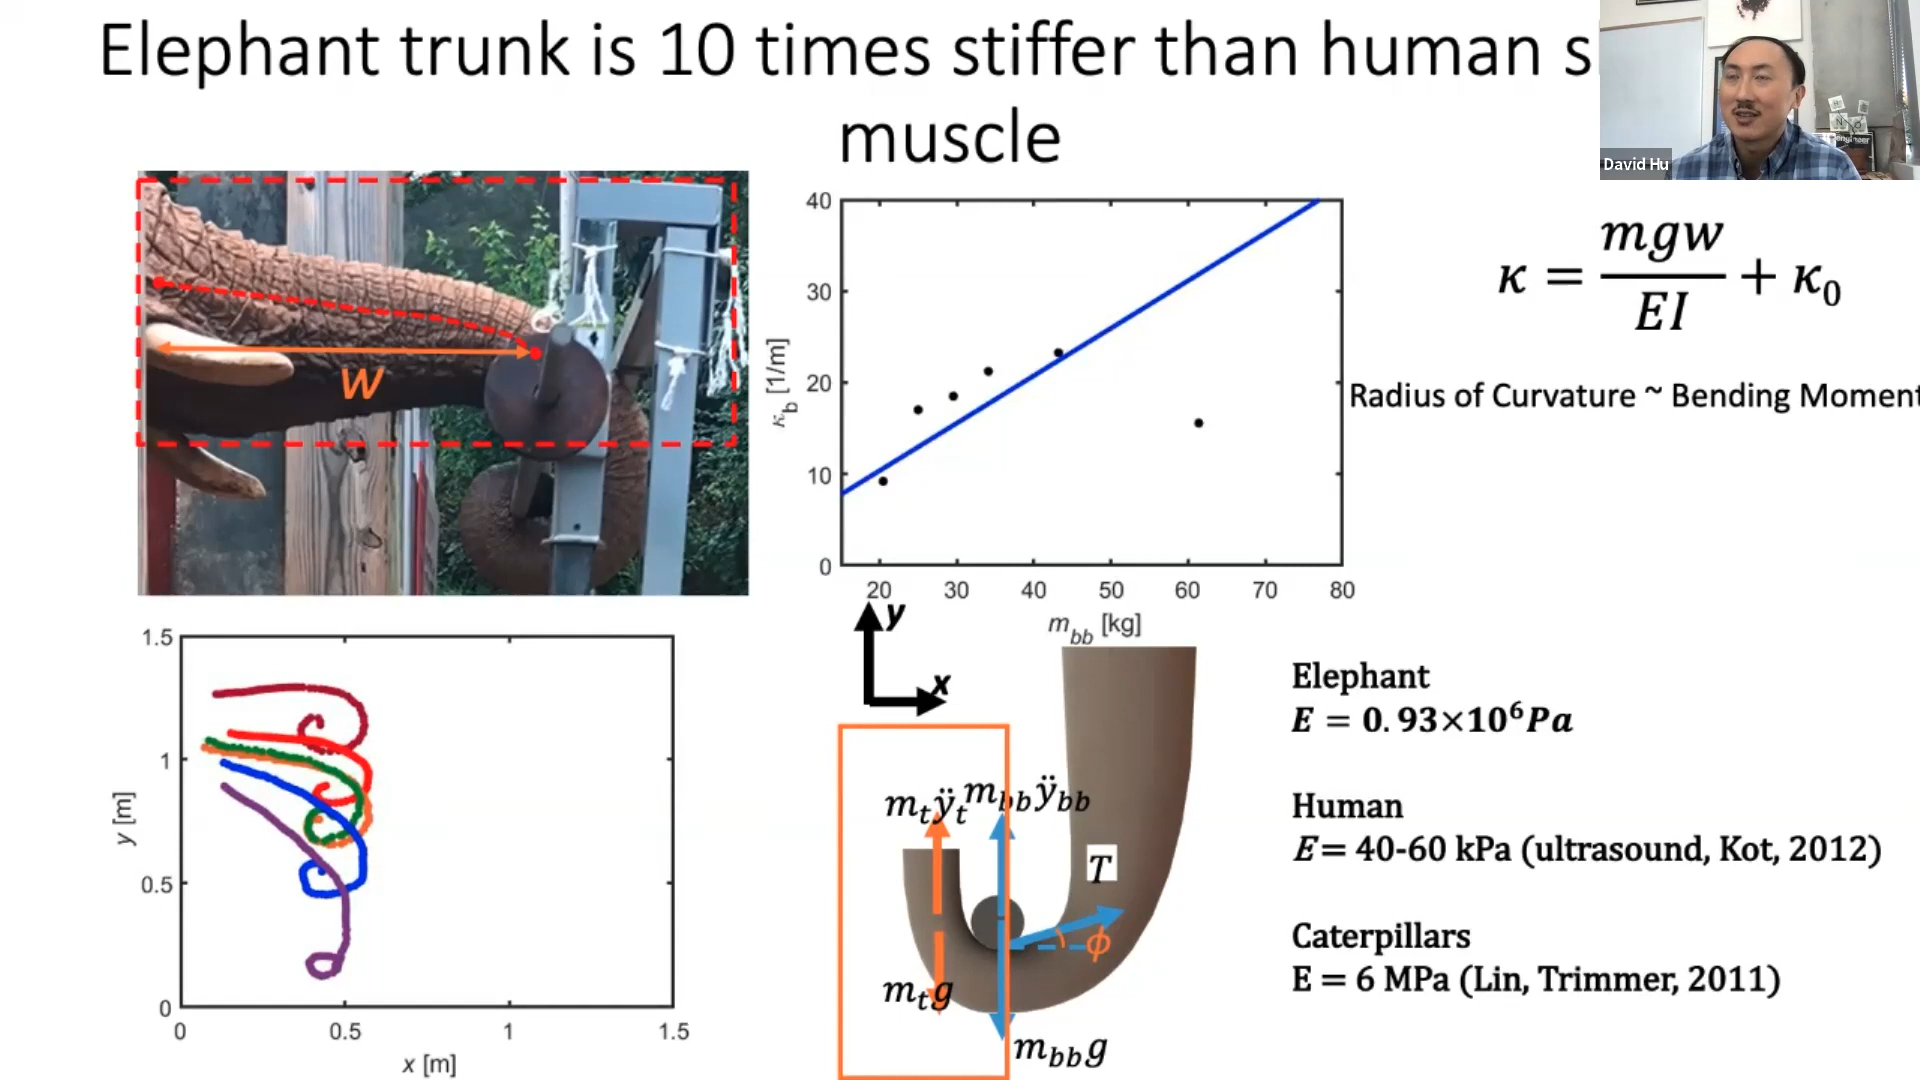 Elephant trunk is 10 times stiffer than human s
muscle
David Hu
w
40
30
20
10
0
κb [1/m]
20 30 40 50 60 70 80
mbb [kg]
κ = mgw/EI + κ0
Radius of Curvature ~ Bending Moment
1.5
1
0.5
0
y [m]
0 0.5 1 1.5
x [m]
y
x
mtÿt
mbbÿbb
T
ϕ
mtg
mbbg
Elephant
E = 0.93×10⁶Pa
Human
E= 40-60 kPa (ultrasound, Kot, 2012)
Caterpillars
E = 6 MPa (Lin, Trimmer, 2011)